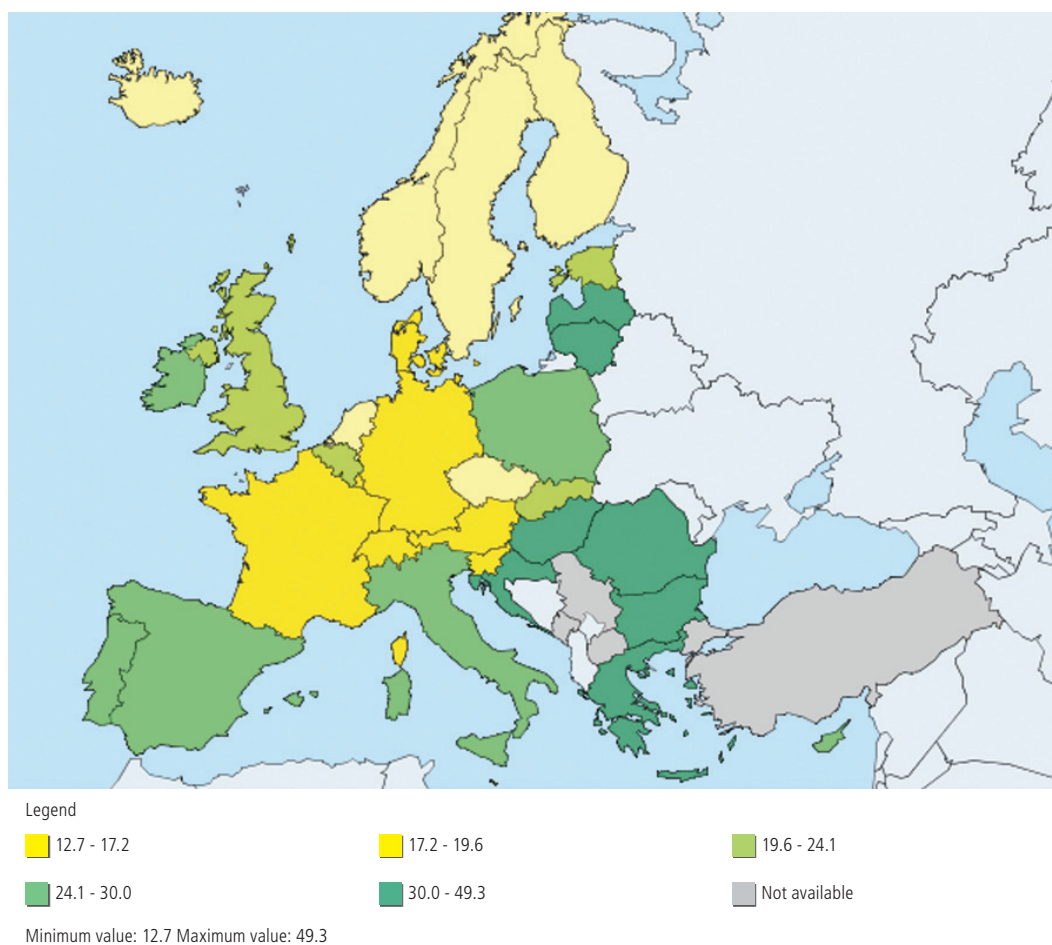 Legend
12.7 - 17.2
17.2 - 19.6
19.6 - 24.1
24.1 - 30.0
30.0 - 49.3
Not available
Minimum value: 12.7 Maximum value: 49.3